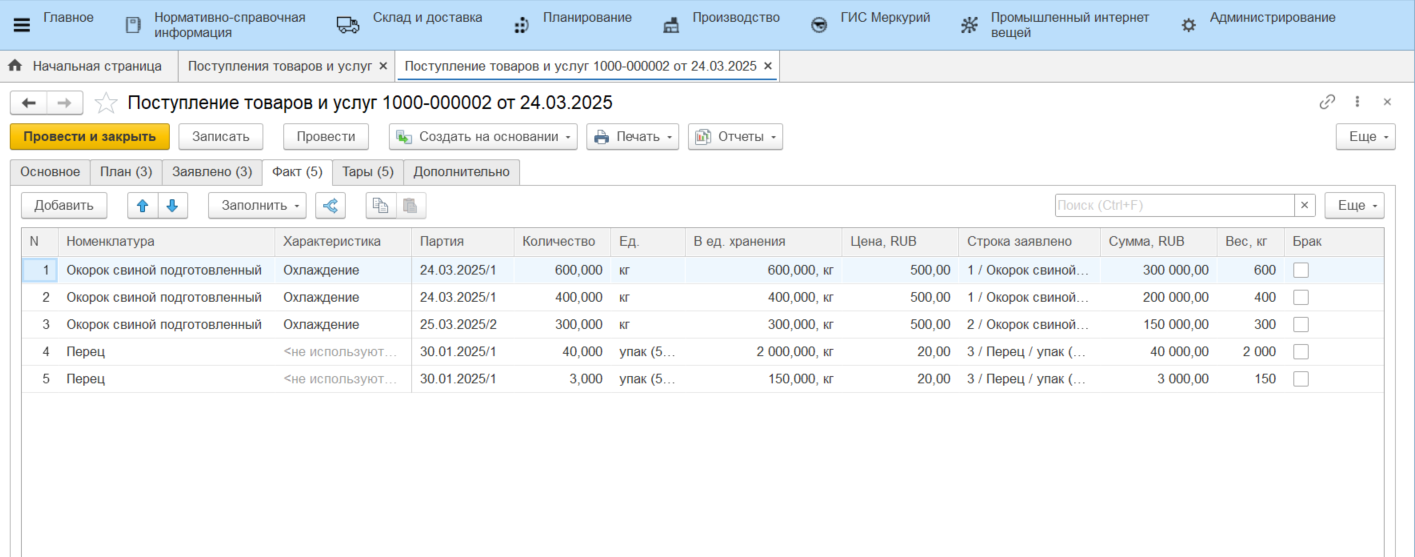 Главное
Нормативно-справочная
информация
Склад и доставка
Планирование
Производство
ГИС Меркурий
Промышленный интернет
вещей
Администрирование
Начальная страница
Поступления товаров и услуг ×
Поступление товаров и услуг 1000-000002 от 24.03.2025 ×
Поступление товаров и услуг 1000-000002 от 24.03.2025
Провести и закрыть Записать Провести Создать на основании Печать Отчеты Еще
Основное План (3) Заявлено (3) Факт (5) Тары (5) Дополнительно
Добавить Заполнить Поиск (Ctrl+F) × Еще
N Номенклатура Характеристика Партия Количество Ед. В ед. хранения Цена, RUB Строка заявлено Сумма, RUB Вес, кг Брак
1 Окорок свиной подготовленный Охлаждение 24.03.2025/1 600,000 кг 600,000, кг 500,00 1 / Окорок свиной... 300 000,00 600
2 Окорок свиной подготовленный Охлаждение 24.03.2025/1 400,000 кг 400,000, кг 500,00 1 / Окорок свиной... 200 000,00 400
3 Окорок свиной подготовленный Охлаждение 25.03.2025/2 300,000 кг 300,000, кг 500,00 2 / Окорок свиной... 150 000,00 300
4 Перец <не используют... 30.01.2025/1 40,000 упак (5... 2 000,000, кг 20,00 3 / Перец / упак (... 40 000,00 2 000
5 Перец <не используют... 30.01.2025/1 3,000 упак (5... 150,000, кг 20,00 3 / Перец / упак (... 3 000,00 150